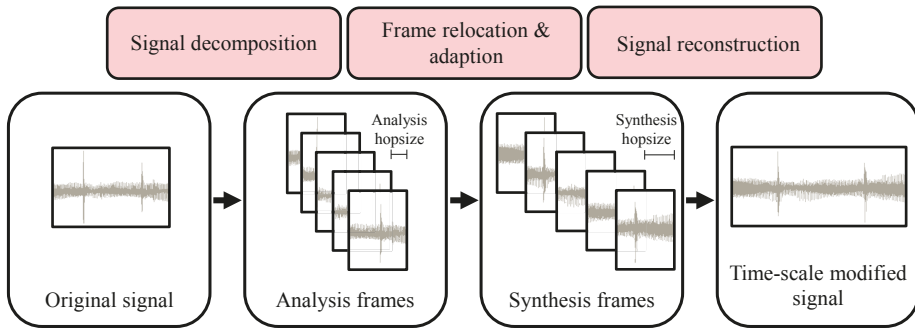 Signal decomposition
Frame relocation &
adaption
Signal reconstruction
Analysis
hopsize
Synthesis
hopsize
Original signal
Analysis frames
Synthesis frames
Time-scale modified
signal